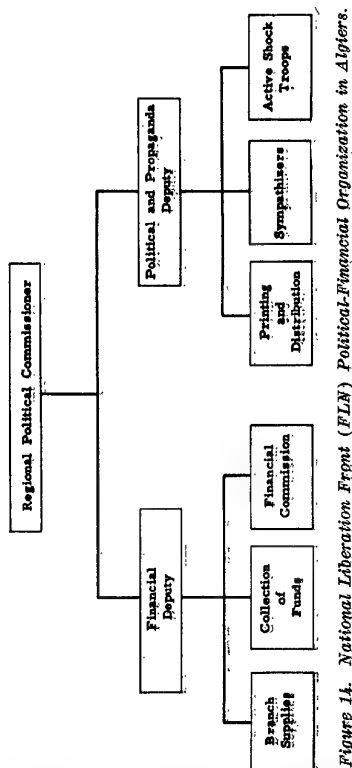 Regional Political Commissioner
Financial
Deputy
Political and Propaganda
Deputy
Branch
Supplies
Collection
of
Funds
Financial
Commission
Printing
and
Distribution
Sympathizers
Active Shock
Troops
Figure 14. National Liberation Front (FLN) Political-Financial Organization in Algiers.